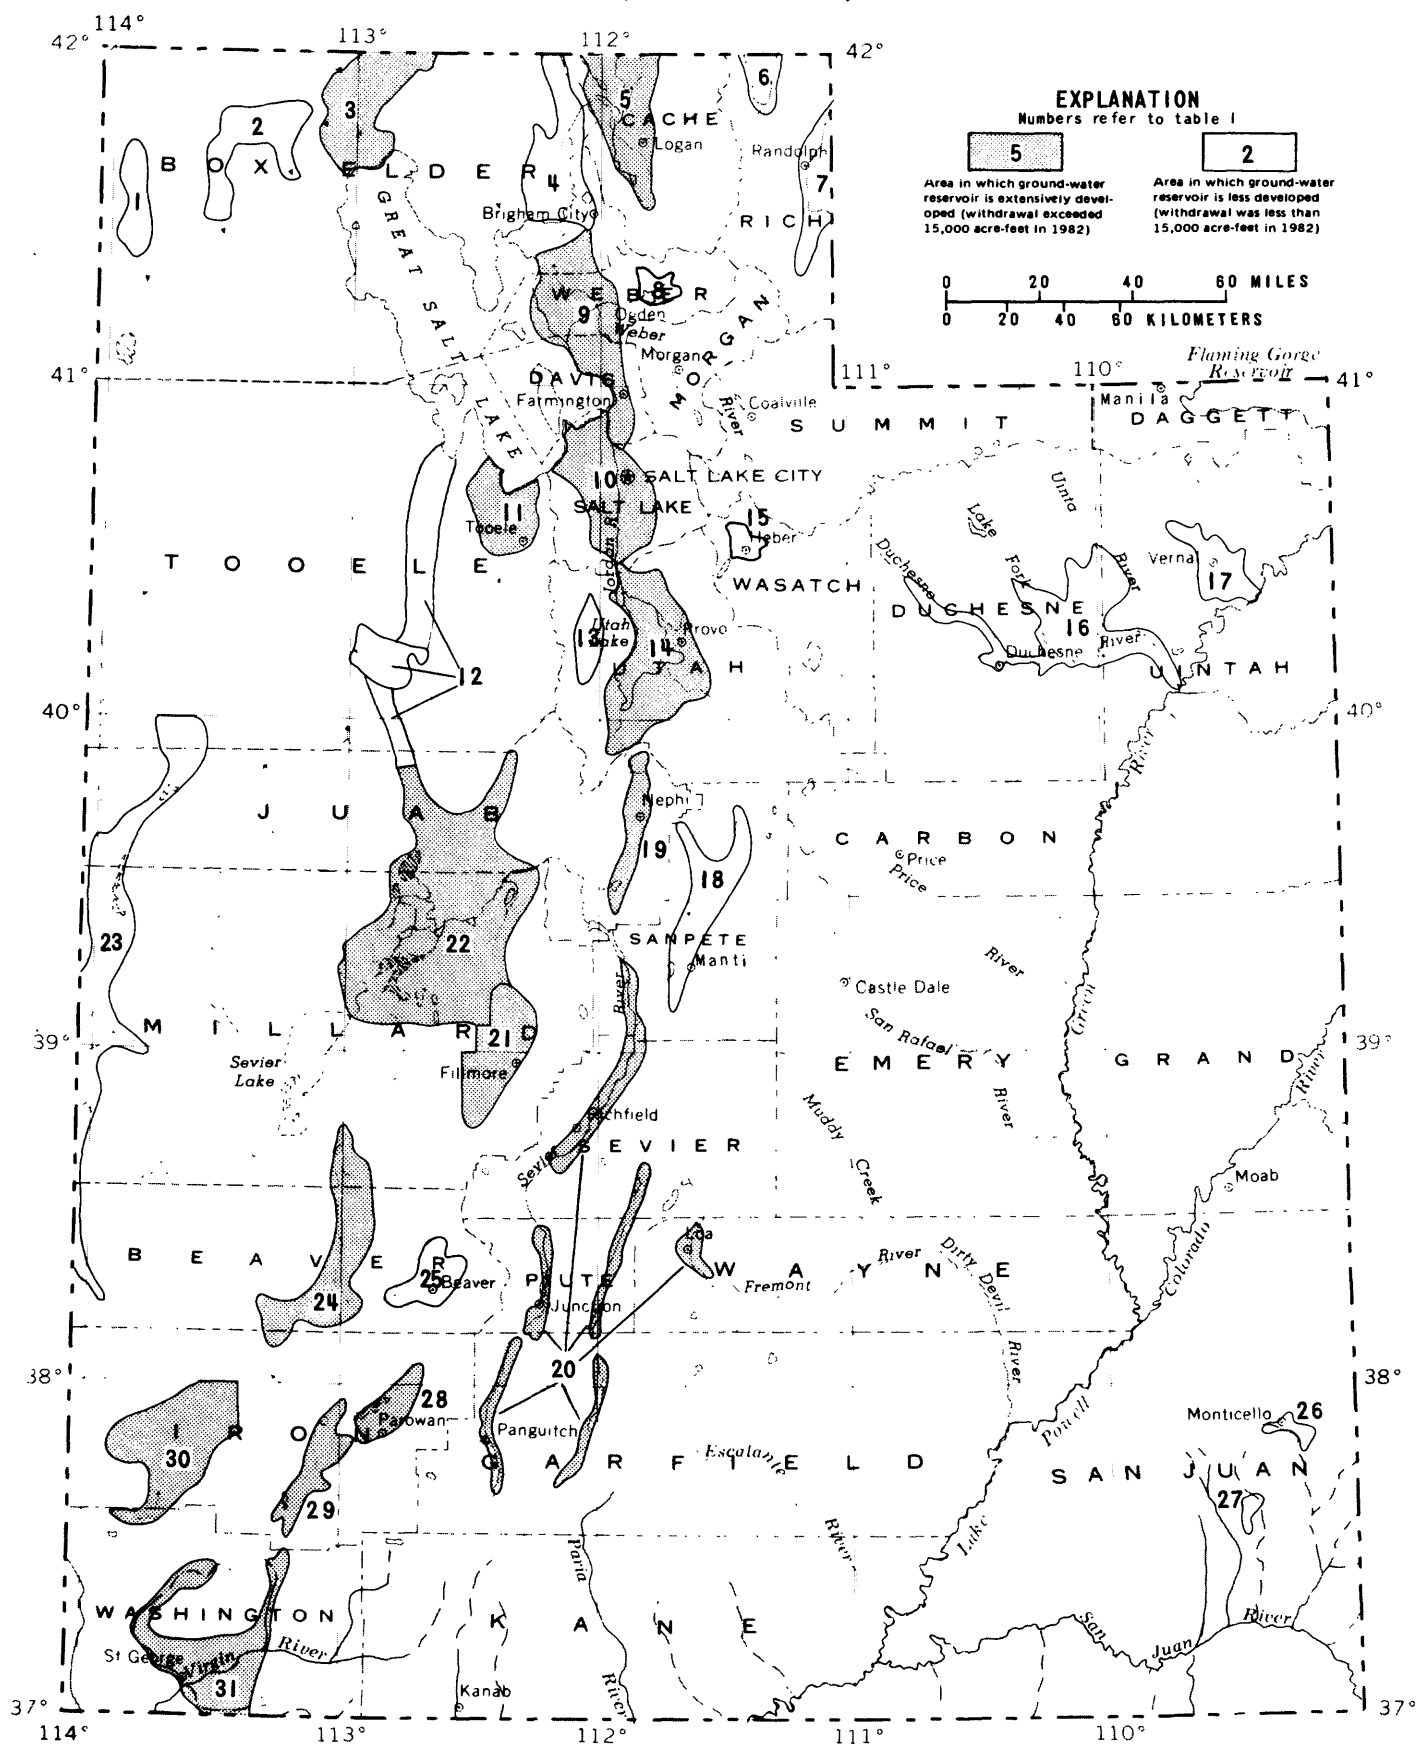 114°
113°
112°
42°
42°
EXPLANATION
Numbers refer to table 1
5
2
Area in which ground-water
reservoir is extensively devel-
oped (withdrawal exceeded
15,000 acre-feet in 1982)
Area in which ground-water
reservoir is less developed
(withdrawal was less than
15,000 acre-feet in 1982)
0 20 40 60 MILES
0 20 40 60 KILOMETERS
3
5
6
2
CACHE
Logan
Randolph
BOX ELDER
1
4
7
Brigham City
RICH
GREAT SALT LAKE
WEBER
8
9
Ogden
Weber
River
MORGAN
Morgan
41°
111°
110°
Flaming Gorge
Reservoir
41°
DAVIS
Farmington
Coalville
Manila
DAGGETT
SUMMIT
10
SALT LAKE CITY
SALT LAKE
11
Tooele
Jordan R
15
Heber
Lake
Fork
Uinta
River
Vernal
17
TOOELE
WASATCH
Duchesne
River
DUCHESNE
16
Duchesne
13
Utah
Lake
14
Provo
UTAH
UINTAH
12
40°
40°
JUAB
Nephi
19
18
CARBON
Price
Price
River
Green
River
23
22
SANPETE
Manti
River
Castle Dale
San Rafael
River
39°
39°
MILLARD
21
Fillmore
Sevier
Lake
EMERY
GRAND
River
Muddy
Creek
Richfield
SEVIER
Sevier
Moab
Colorado
BEAVER
25
Beaver
24
PIUTE
Junction
Loa
WAYNE
Fremont
River
Dirty Devil
River
20
38°
38°
28
Parowan
IRON
30
29
Panguitch
GARFIELD
Escalante
River
Powell
Lake
Monticello
26
SAN JUAN
27
Paria
River
WASHINGTON
St George
Virgin
River
31
KANE
Kanab
San
Juan
River
37°
37°
114°
113°
112°
111°
110°